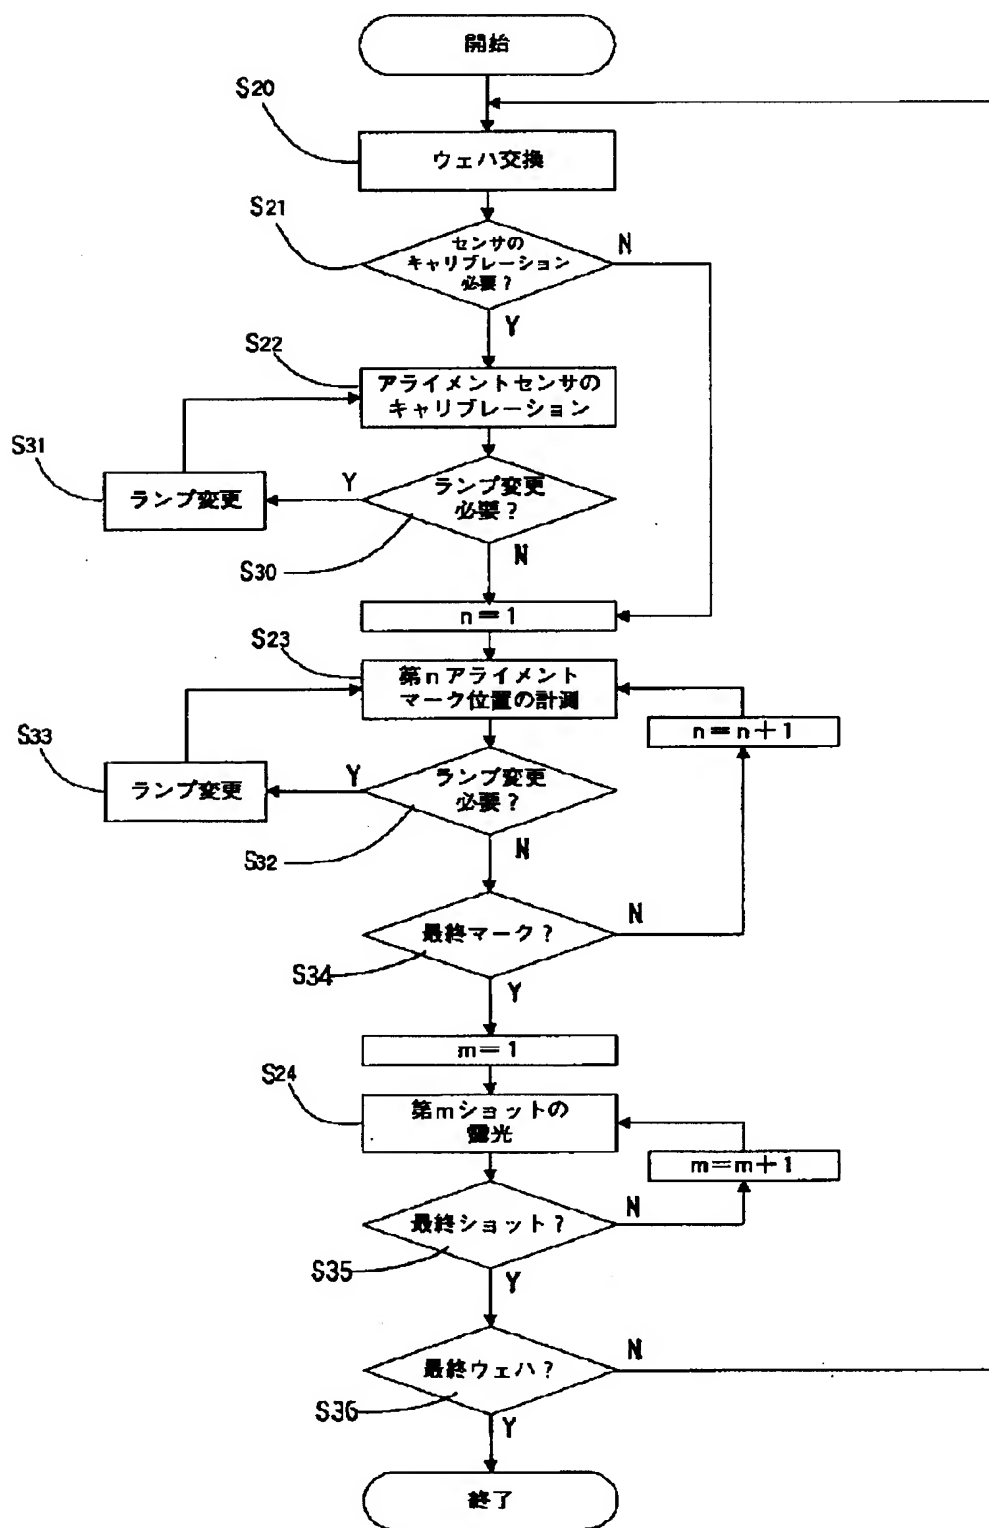 開始
S20
ウェハ交換
S21
センサの
キャリブレーション
必要?
N
Y
S22
アライメントセンサの
キャリブレーション
S31
ランプ変更
Y
ランプ変更
必要?
S30
N
n=1
S23
第nアライメント
マーク位置の計測
n=n+1
S33
ランプ変更
Y
ランプ変更
必要?
S32
N
最終マーク?
N
S34
Y
m=1
S24
第mショットの
露光
m=m+1
最終ショット?
N
S35
Y
最終ウェハ?
N
S36
Y
終了